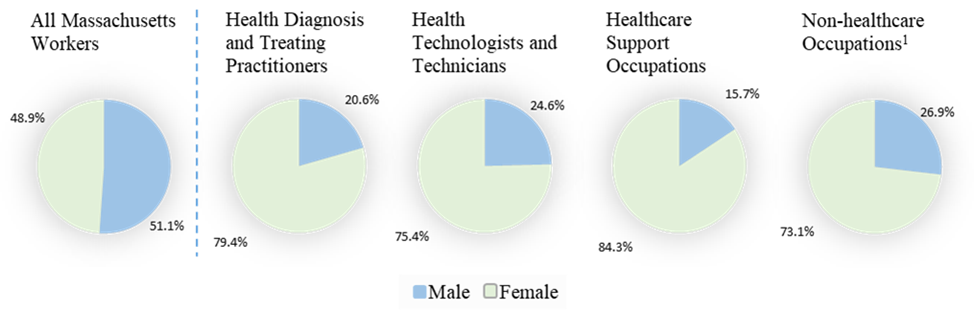 All Massachusetts
Workers
48.9%
51.1%
Health Diagnosis
and Treating
Practitioners
20.6%
79.4%
Health
Technologists and
Technicians
24.6%
75.4%
Healthcare
Support
Occupations
15.7%
84.3%
Non-healthcare
Occupations¹
26.9%
73.1%
Male Female